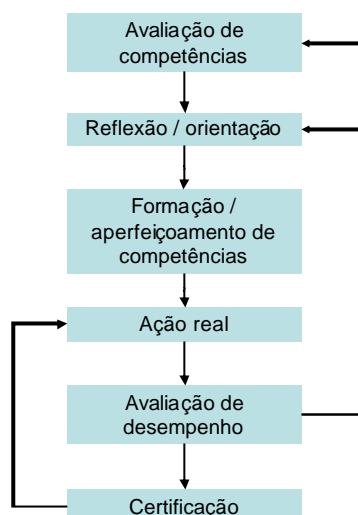 Avaliação de
competências
Reflexão / orientação
Formação /
aperfeiçoamento de
competências
Ação real
Avaliação de
desempenho
Certificação